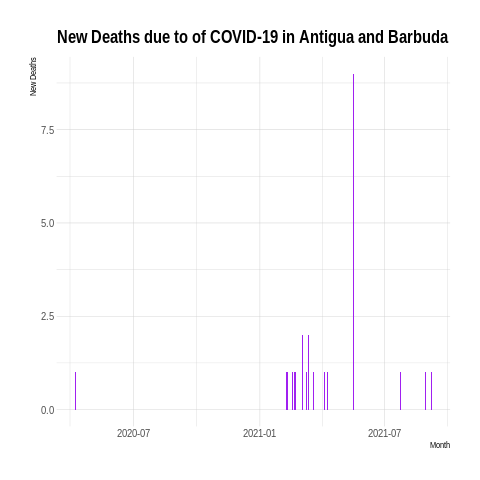 New Deaths due to of COVID-19 in Antigua and Barbuda
New Deaths
7.5
5.0
2.5
0.0
2020-07 2021-01 2021-07
Month